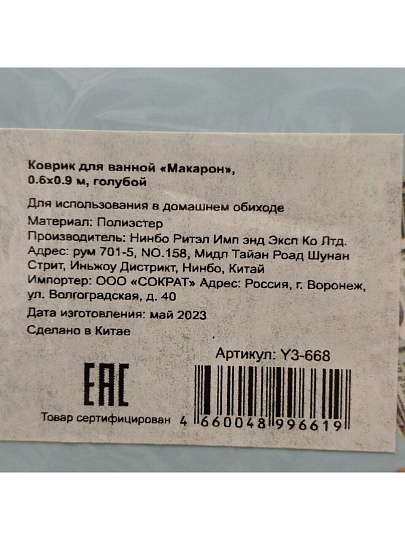 Коврик для ванной «Макарон»,
0.6х0.9 м, голубой
Для использования в домашнем обиходе
Материал: Полиэстер
Производитель: Нинбо Ритэл Имп энд Эксп Ко Лтд.
Адрес: рум 701-5, NO.158, Мидл Тайан Роад Шунан
Стрит, Иньжоу Дистрикт, Нинбо, Китай
Импортер: ООО «СОКРАТ» Адрес: Россия, г. Воронеж,
ул. Волгоградская, д. 40
Дата изготовления: май 2023
Сделано в Китае
Артикул: Y3-668
EAC
Товар сертифицирован
4 660048 996619